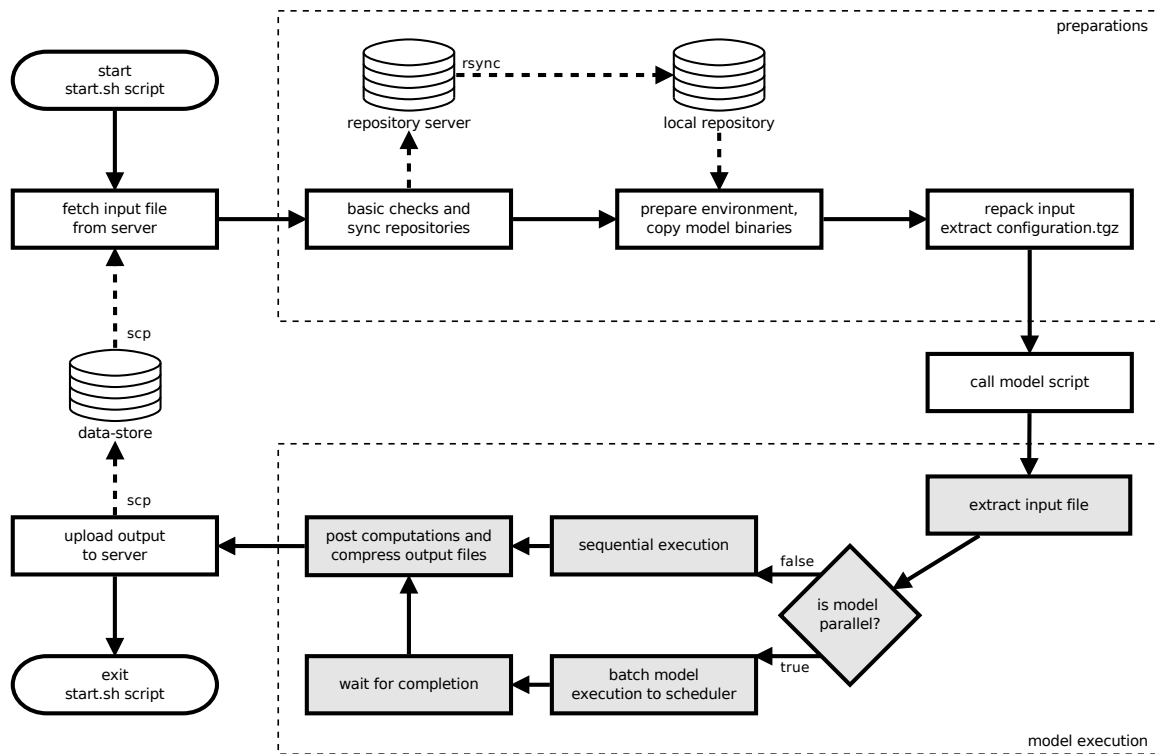 preparations
start
start.sh script
rsync
repository server
local repository
fetch input file
from server
basic checks and
sync repositories
prepare environment,
copy model binaries
repack input
extract configuration.tgz
scp
data-store
call model script
scp
extract input file
upload output
to server
post computations and
compress output files
sequential execution
false
is model
parallel?
true
exit
start.sh script
wait for completion
batch model
execution to scheduler
model execution